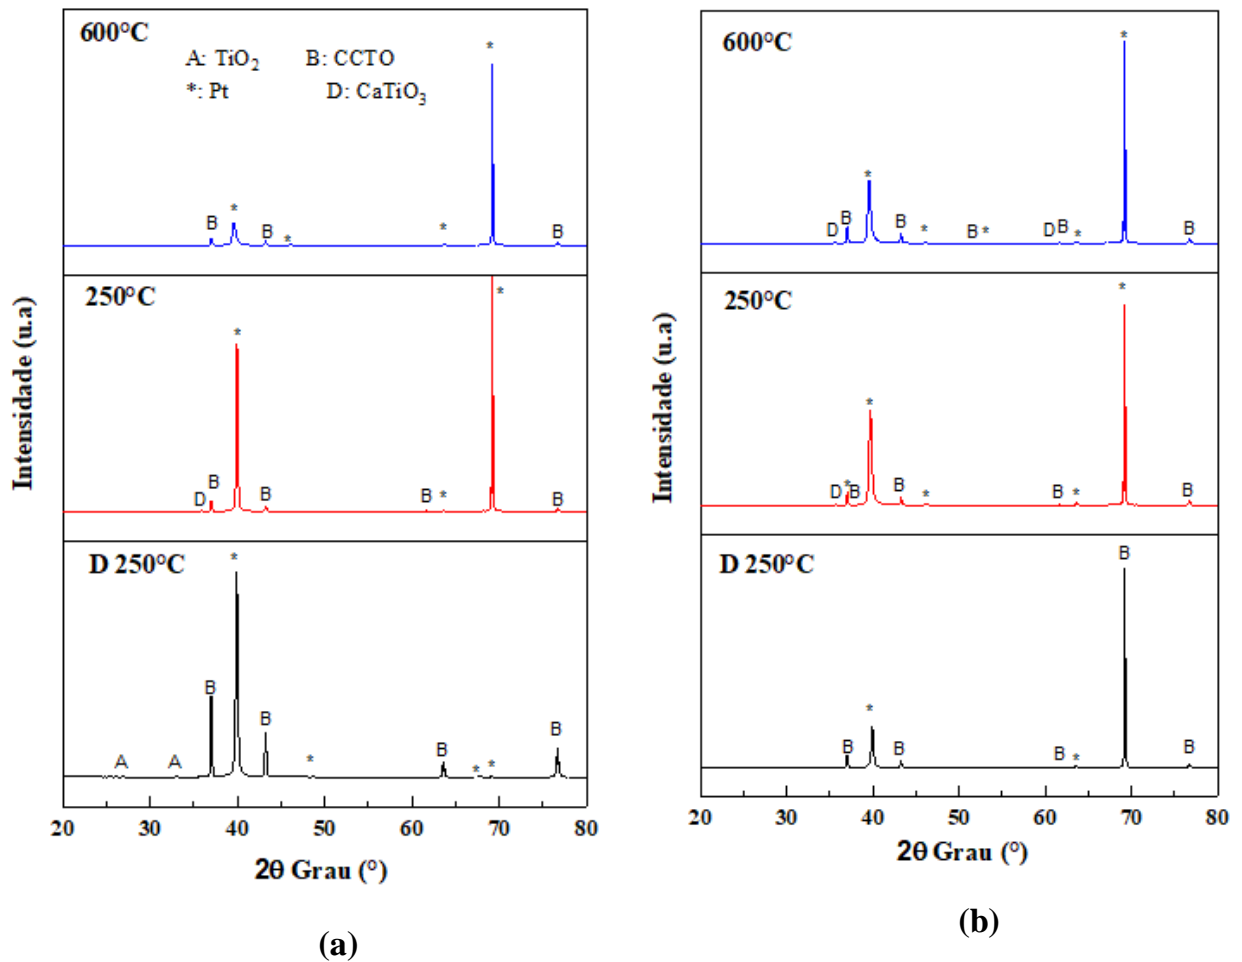 600°C
A: TiO₂ B: CCTO
*: Pt D: CaTiO₃
*
B * B * * B
250°C
*
*
D B B B * B
D 250°C
*
A A B B * B * * B
20 30 40 50 60 70 80
2θ Grau (°)
Intensidade (u.a)
(a)
600°C
*
*
D B B * B * D B * B
250°C
*
*
D * B B * B * B
D 250°C
B
*
B B B * B
20 30 40 50 60 70 80
2θ Grau (°)
Intensidade (u.a)
(b)